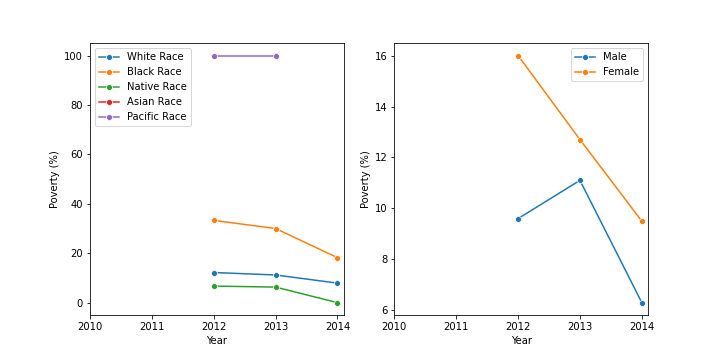 100
80
60
40
20
0
Poverty (%)
White Race
Black Race
Native Race
Asian Race
Pacific Race
2010 2011 2012 2013 2014
Year
16
14
12
10
8
6
Poverty (%)
Male
Female
2010 2011 2012 2013 2014
Year